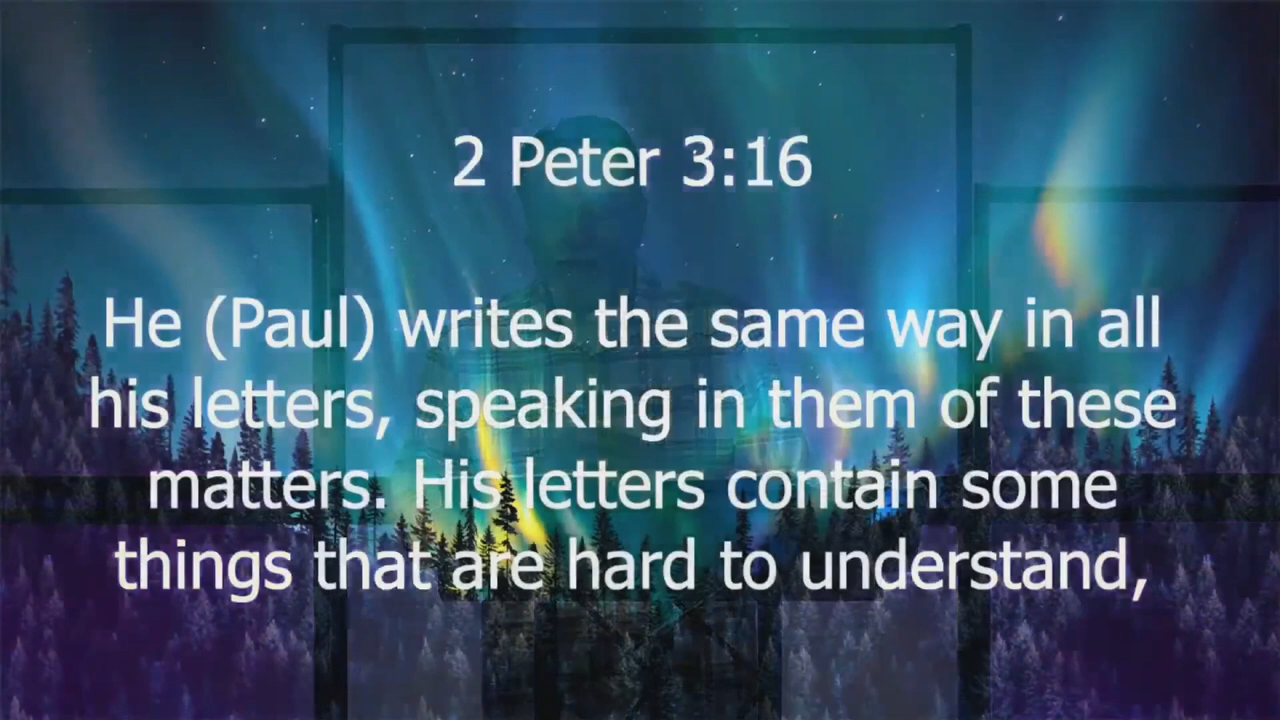 2 Peter 3:16
He (Paul) writes the same way in all
his letters, speaking in them of these
matters. His letters contain some
things that are hard to understand,